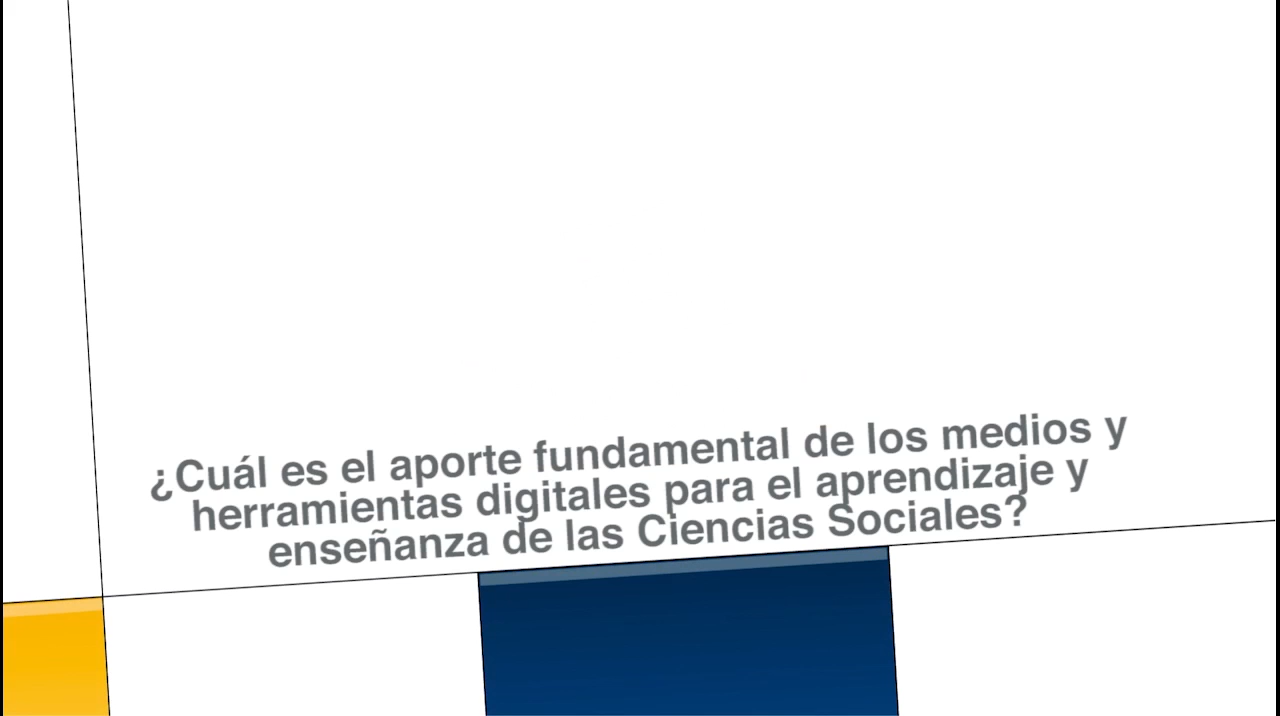 ¿Cuál es el aporte fundamental de los medios y
herramientas digitales para el aprendizaje y
enseñanza de las Ciencias Sociales?